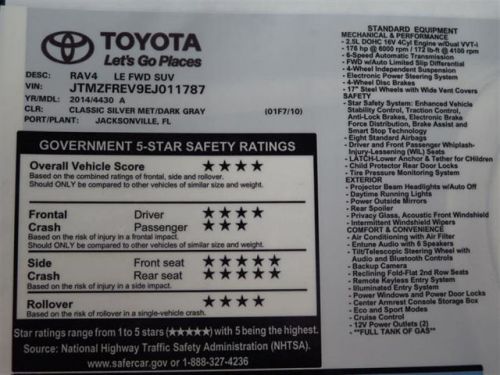 TOYOTA
Let's Go Places
DESC: RAV4 LE FWD SUV
VIN: JTMZFREV9EJ011787
YR/MDL: 2014/4430 A
CLR: CLASSIC SILVER MET/DARK GRAY (01F7/10)
PORT/PLANT: JACKSONVILLE, FL
GOVERNMENT 5-STAR SAFETY RATINGS
Overall Vehicle Score ★★★★
Based on the combined ratings of frontal, side and rollover.
Should ONLY be compared to other vehicles of similar size and weight.
Frontal Driver ★★★★
Crash Passenger ★★★
Based on risk of injury in a frontal impact.
Should ONLY be compared to other vehicles of similar size and weight.
Side Front seat ★★★★★
Crash Rear seat ★★★★★
Based on risk of injury in a side impact.
Rollover ★★★★
Based on risk of rollover in a single-vehicle crash.
Star ratings range from 1 to 5 stars (★★★★★) with 5 being the highest.
Source: National Highway Traffic Safety Administration (NHTSA).
www.safercar.gov or 1-888-327-4236
STANDARD EQUIPMENT
MECHANICAL & PERFORMANCE
- 2.5L DOHC 16V 4Cyl Engine w/Dual VVT-i
- 176 hp @ 6000 rpm / 172 lb-ft @ 4100 rpm
- 6-Speed Automatic Transmission
- FWD w/Auto Limited Slip Differential
- 4-Wheel Independent Suspension
- Electronic Power Steering System
- 4-Wheel Disc Brakes
- 17" Steel Wheels with Wide Vent Covers
SAFETY
- Star Safety System: Enhanced Vehicle
Stability Control, Traction Control,
Anti-Lock Brakes, Electronic Brake
Force Distribution, Brake Assist and
Smart Stop Technology
- Eight Standard Airbags
- Driver and Front Passenger Whiplash-
Injury-Lessening (WIL) Seats
- LATCH-Lower Anchor & Tether for Children
- Child Protector Rear Door Locks
- Tire Pressure Monitoring System
EXTERIOR
- Projector Beam Headlights w/Auto Off
- Daytime Running Lights
- Power Outside Mirrors
- Rear Spoiler
- Privacy Glass, Acoustic Front Windshield
- Intermittent Windshield Wipers
COMFORT & CONVENIENCE
- Air Conditioning with Air Filter
- Entune Audio with 6 Speakers
- Tilt/Telescopic Steering Wheel with
Audio and Bluetooth Controls
- Backup Camera
- Reclining Fold-Flat 2nd Row Seats
- Remote Keyless Entry System
- Illuminated Entry System
- Power Windows and Power Door Locks
- Center Armrest Console Storage Box
- Eco and Sport Modes
- Cruise Control
- 12V Power Outlets (2)
- **FULL TANK OF GAS**